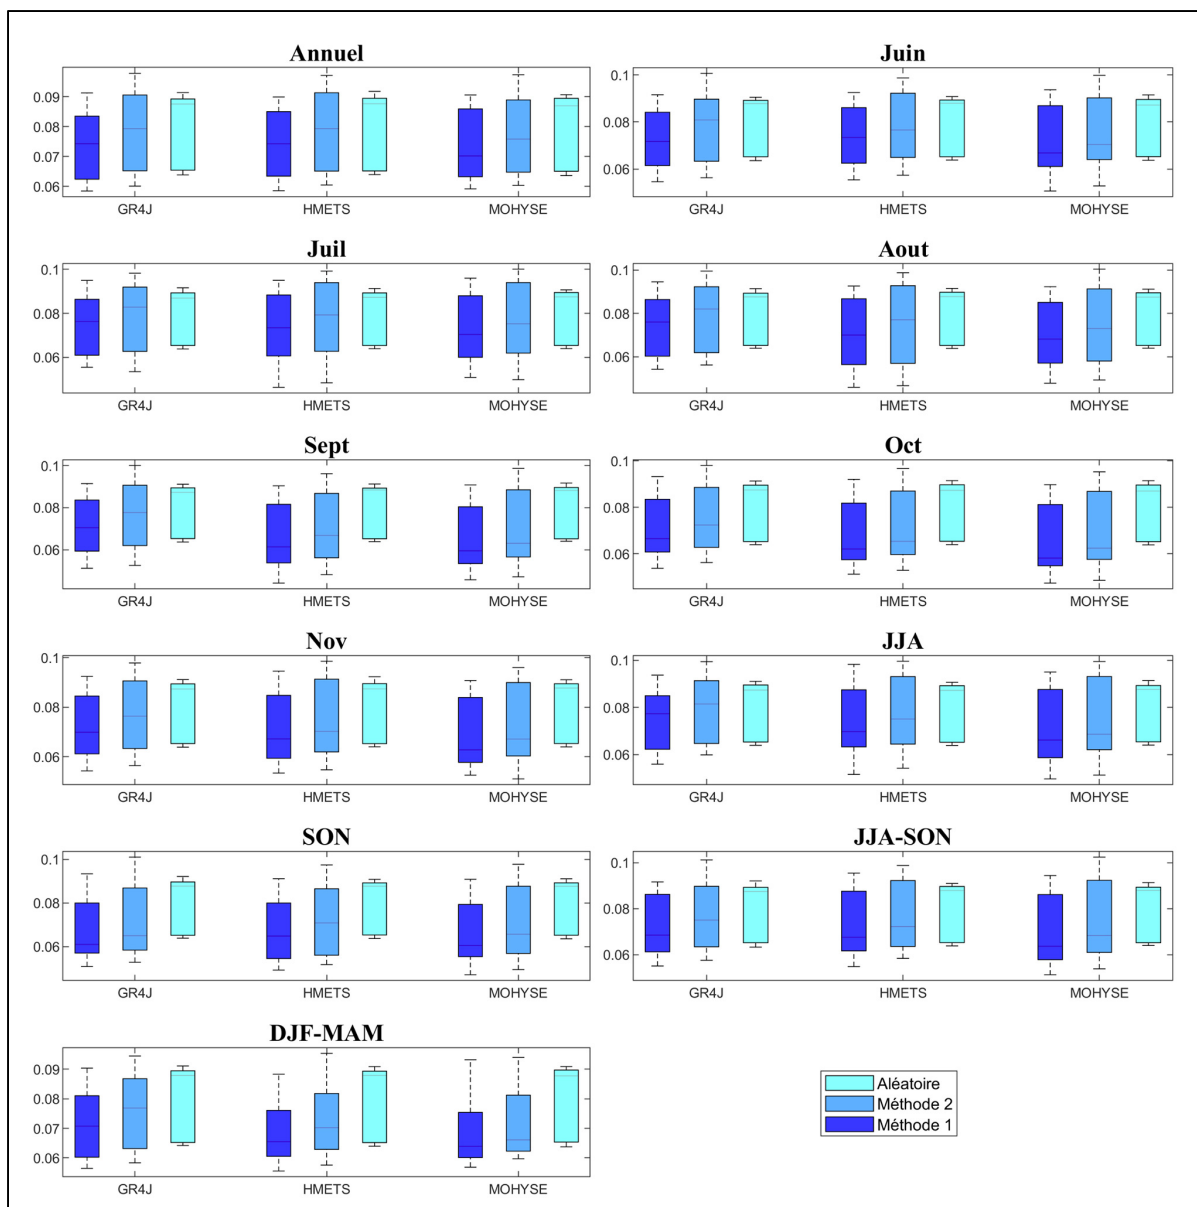 Annuel
0.09
0.08
0.07
0.06
GR4J HMETS MOHYSE
Juin
0.1
0.08
0.06
GR4J HMETS MOHYSE
Juil
0.1
0.08
0.06
GR4J HMETS MOHYSE
Aout
0.1
0.08
0.06
GR4J HMETS MOHYSE
Sept
0.1
0.08
0.06
GR4J HMETS MOHYSE
Oct
0.1
0.08
0.06
GR4J HMETS MOHYSE
Nov
0.1
0.08
0.06
GR4J HMETS MOHYSE
JJA
0.1
0.08
0.06
GR4J HMETS MOHYSE
SON
0.1
0.08
0.06
GR4J HMETS MOHYSE
JJA-SON
0.1
0.08
0.06
GR4J HMETS MOHYSE
DJF-MAM
0.09
0.08
0.07
0.06
GR4J HMETS MOHYSE
Aléatoire
Méthode 2
Méthode 1